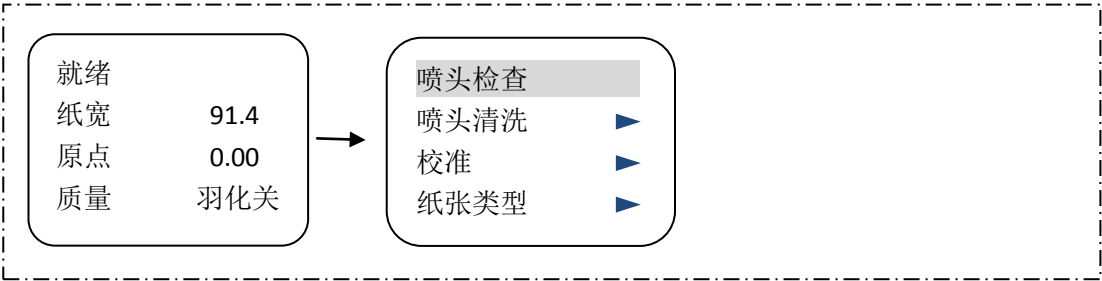 就绪
纸宽 91.4
原点 0.00
质量 羽化关
喷头检查
喷头清洗
校准
纸张类型